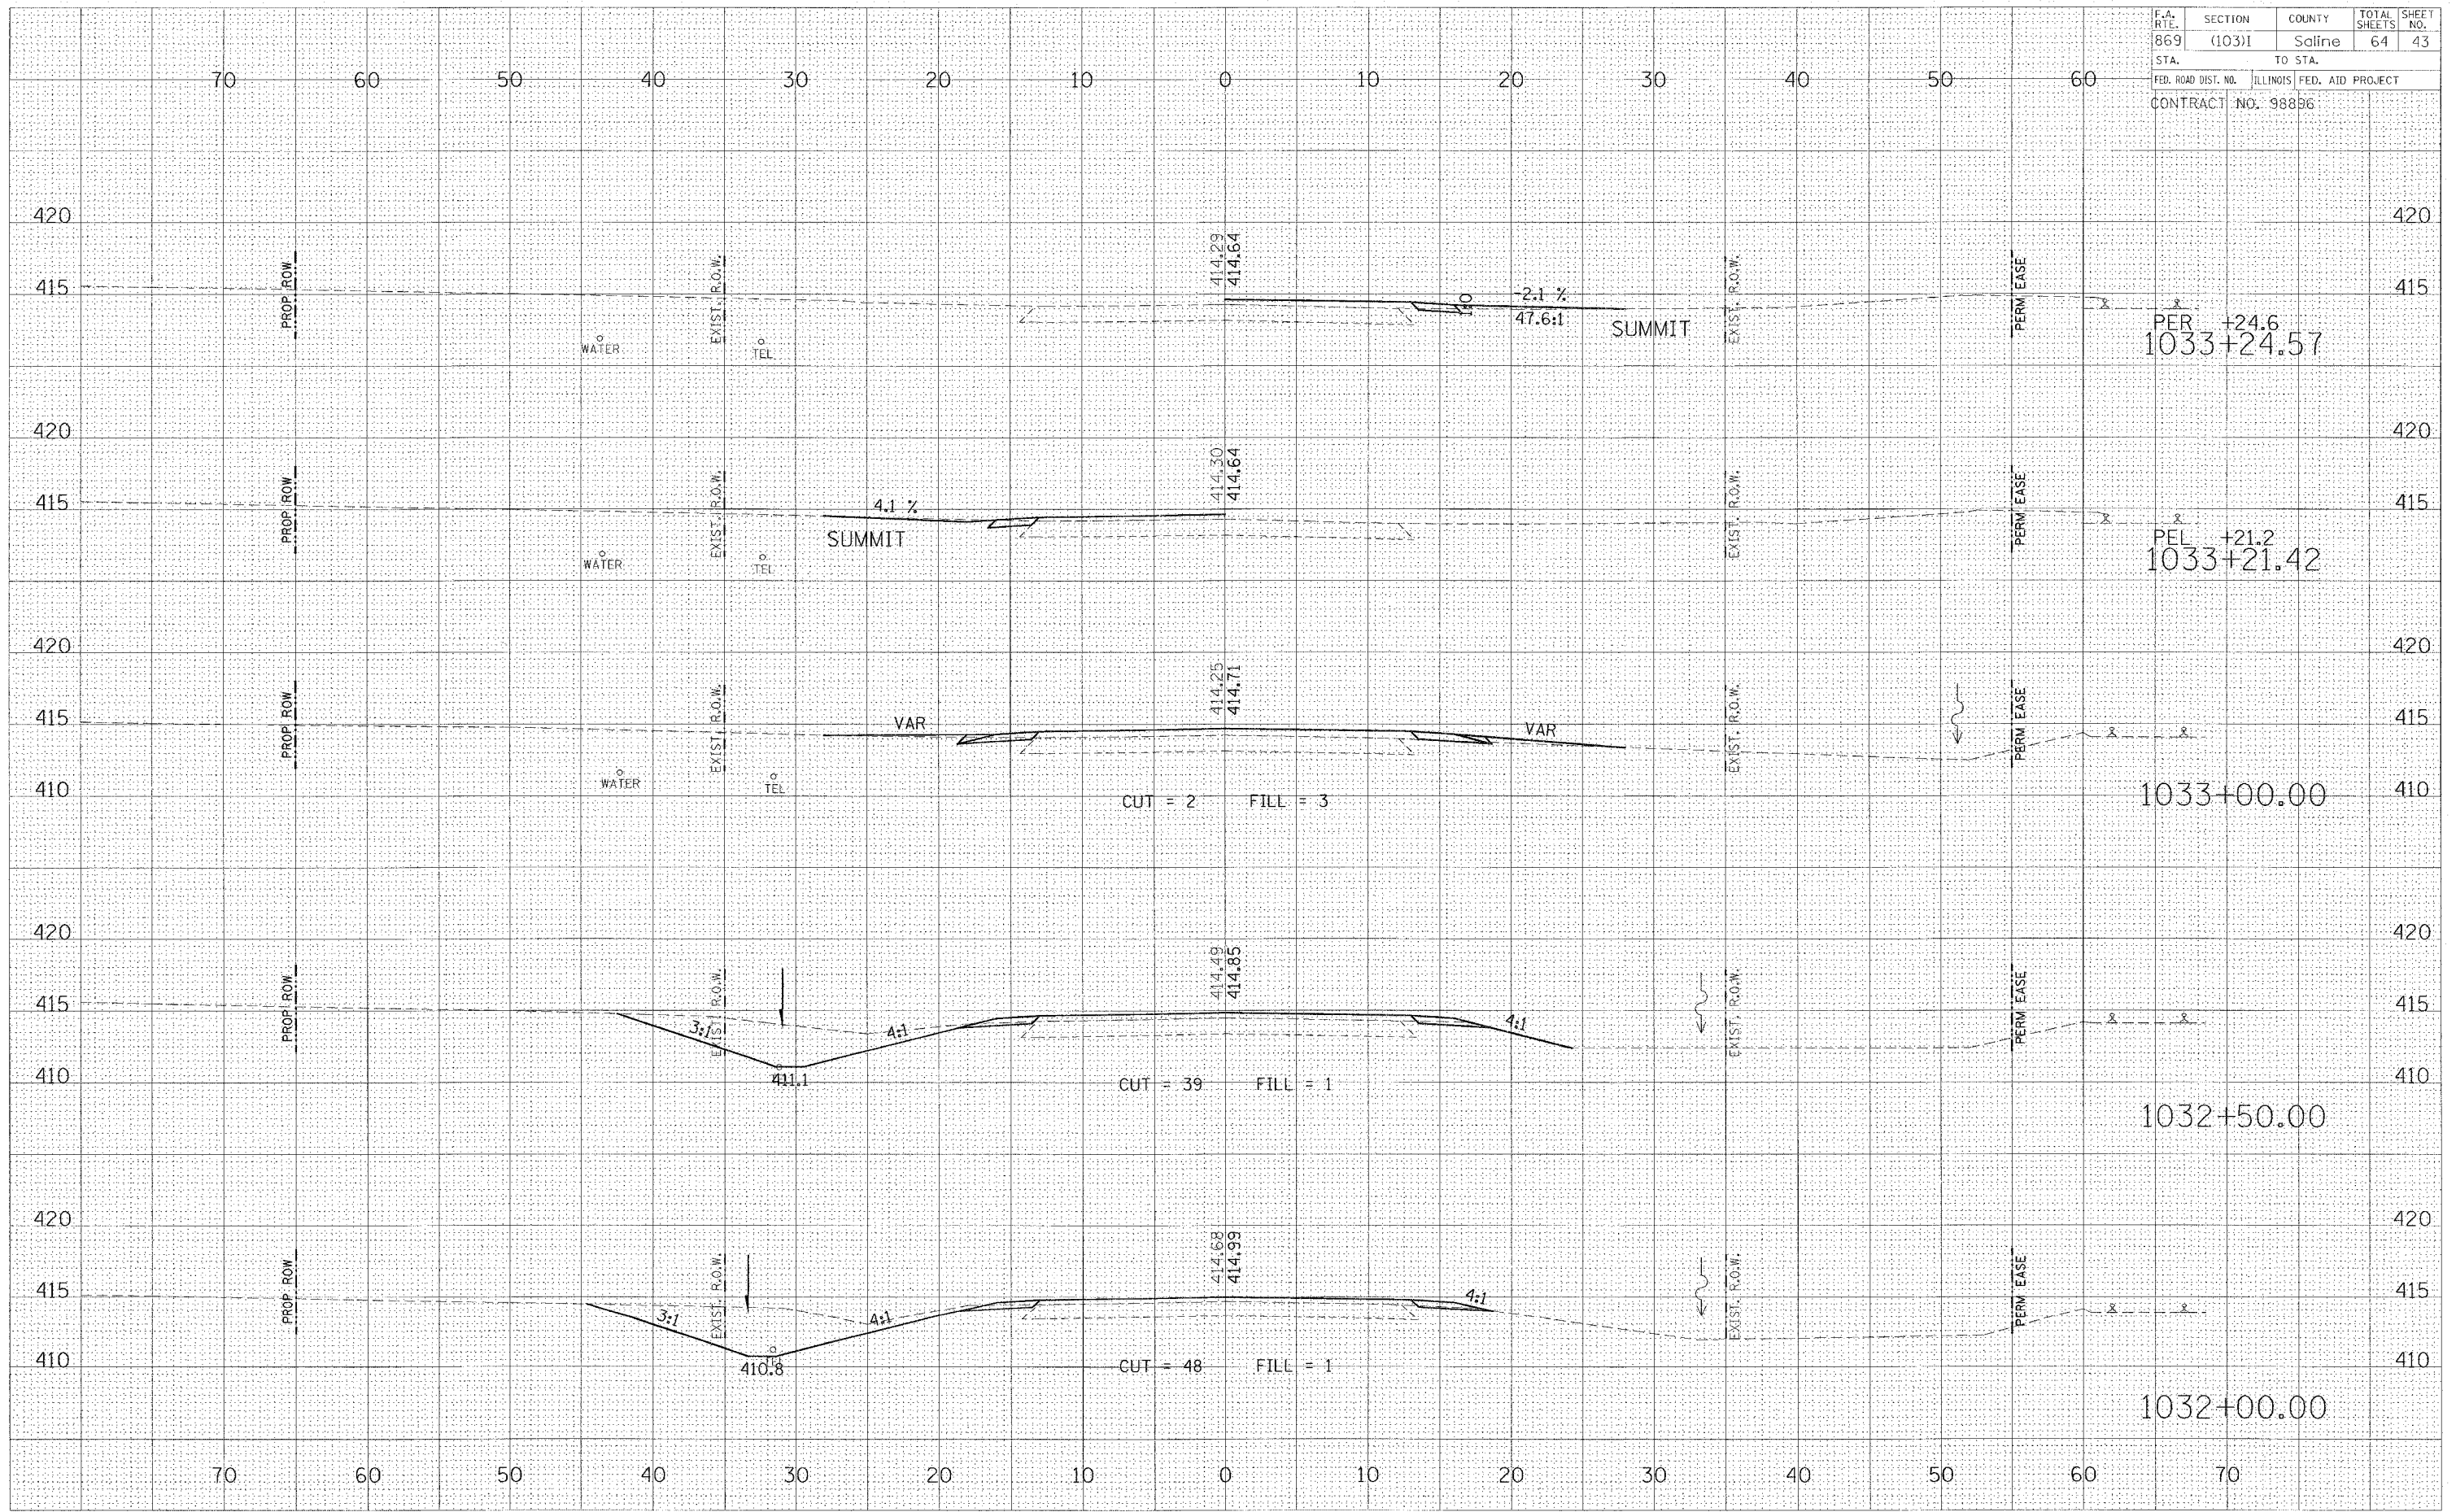 F.A. RTE. SECTION COUNTY TOTAL SHEETS SHEET NO.
869 (103)I Saline 64 43
STA. TO STA.
FED. ROAD DIST. NO. ILLINOIS FED. AID PROJECT
CONTRACT NO. 98896
70 60 50 40 30 20 10 0 10 20 30 40 50 60
420 420
414.29
414.64
415 PROP ROW EXIST. R.O.W. -2.1 % EXIST. R.O.W. PERM EASE 415
47.6:1
SUMMIT
WATER TEL
PER +24.6
1033+24.57
420 420
414.30
414.64
415 PROP ROW EXIST. R.O.W. 4.1 % EXIST. R.O.W. PERM EASE 415
SUMMIT
WATER TEL
PEL +21.2
1033+21.42
420 420
414.25
414.71
415 PROP ROW EXIST. R.O.W. VAR VAR EXIST. R.O.W. PERM EASE 415
WATER TEL
410 CUT = 2 FILL = 3 1033+00.00 410
420 420
414.49
414.85
415 PROP ROW EXIST. R.O.W. EXIST. R.O.W. PERM EASE 415
3:1 4:1 4:1
411.1
410 CUT = 39 FILL = 1 410
1032+50.00
420 420
414.68
414.99
415 PROP ROW EXIST. R.O.W. EXIST. R.O.W. PERM EASE 415
3:1 4:1 4:1
410.8
410 CUT = 48 FILL = 1 410
1032+00.00
70 60 50 40 30 20 10 0 10 20 30 40 50 60 70